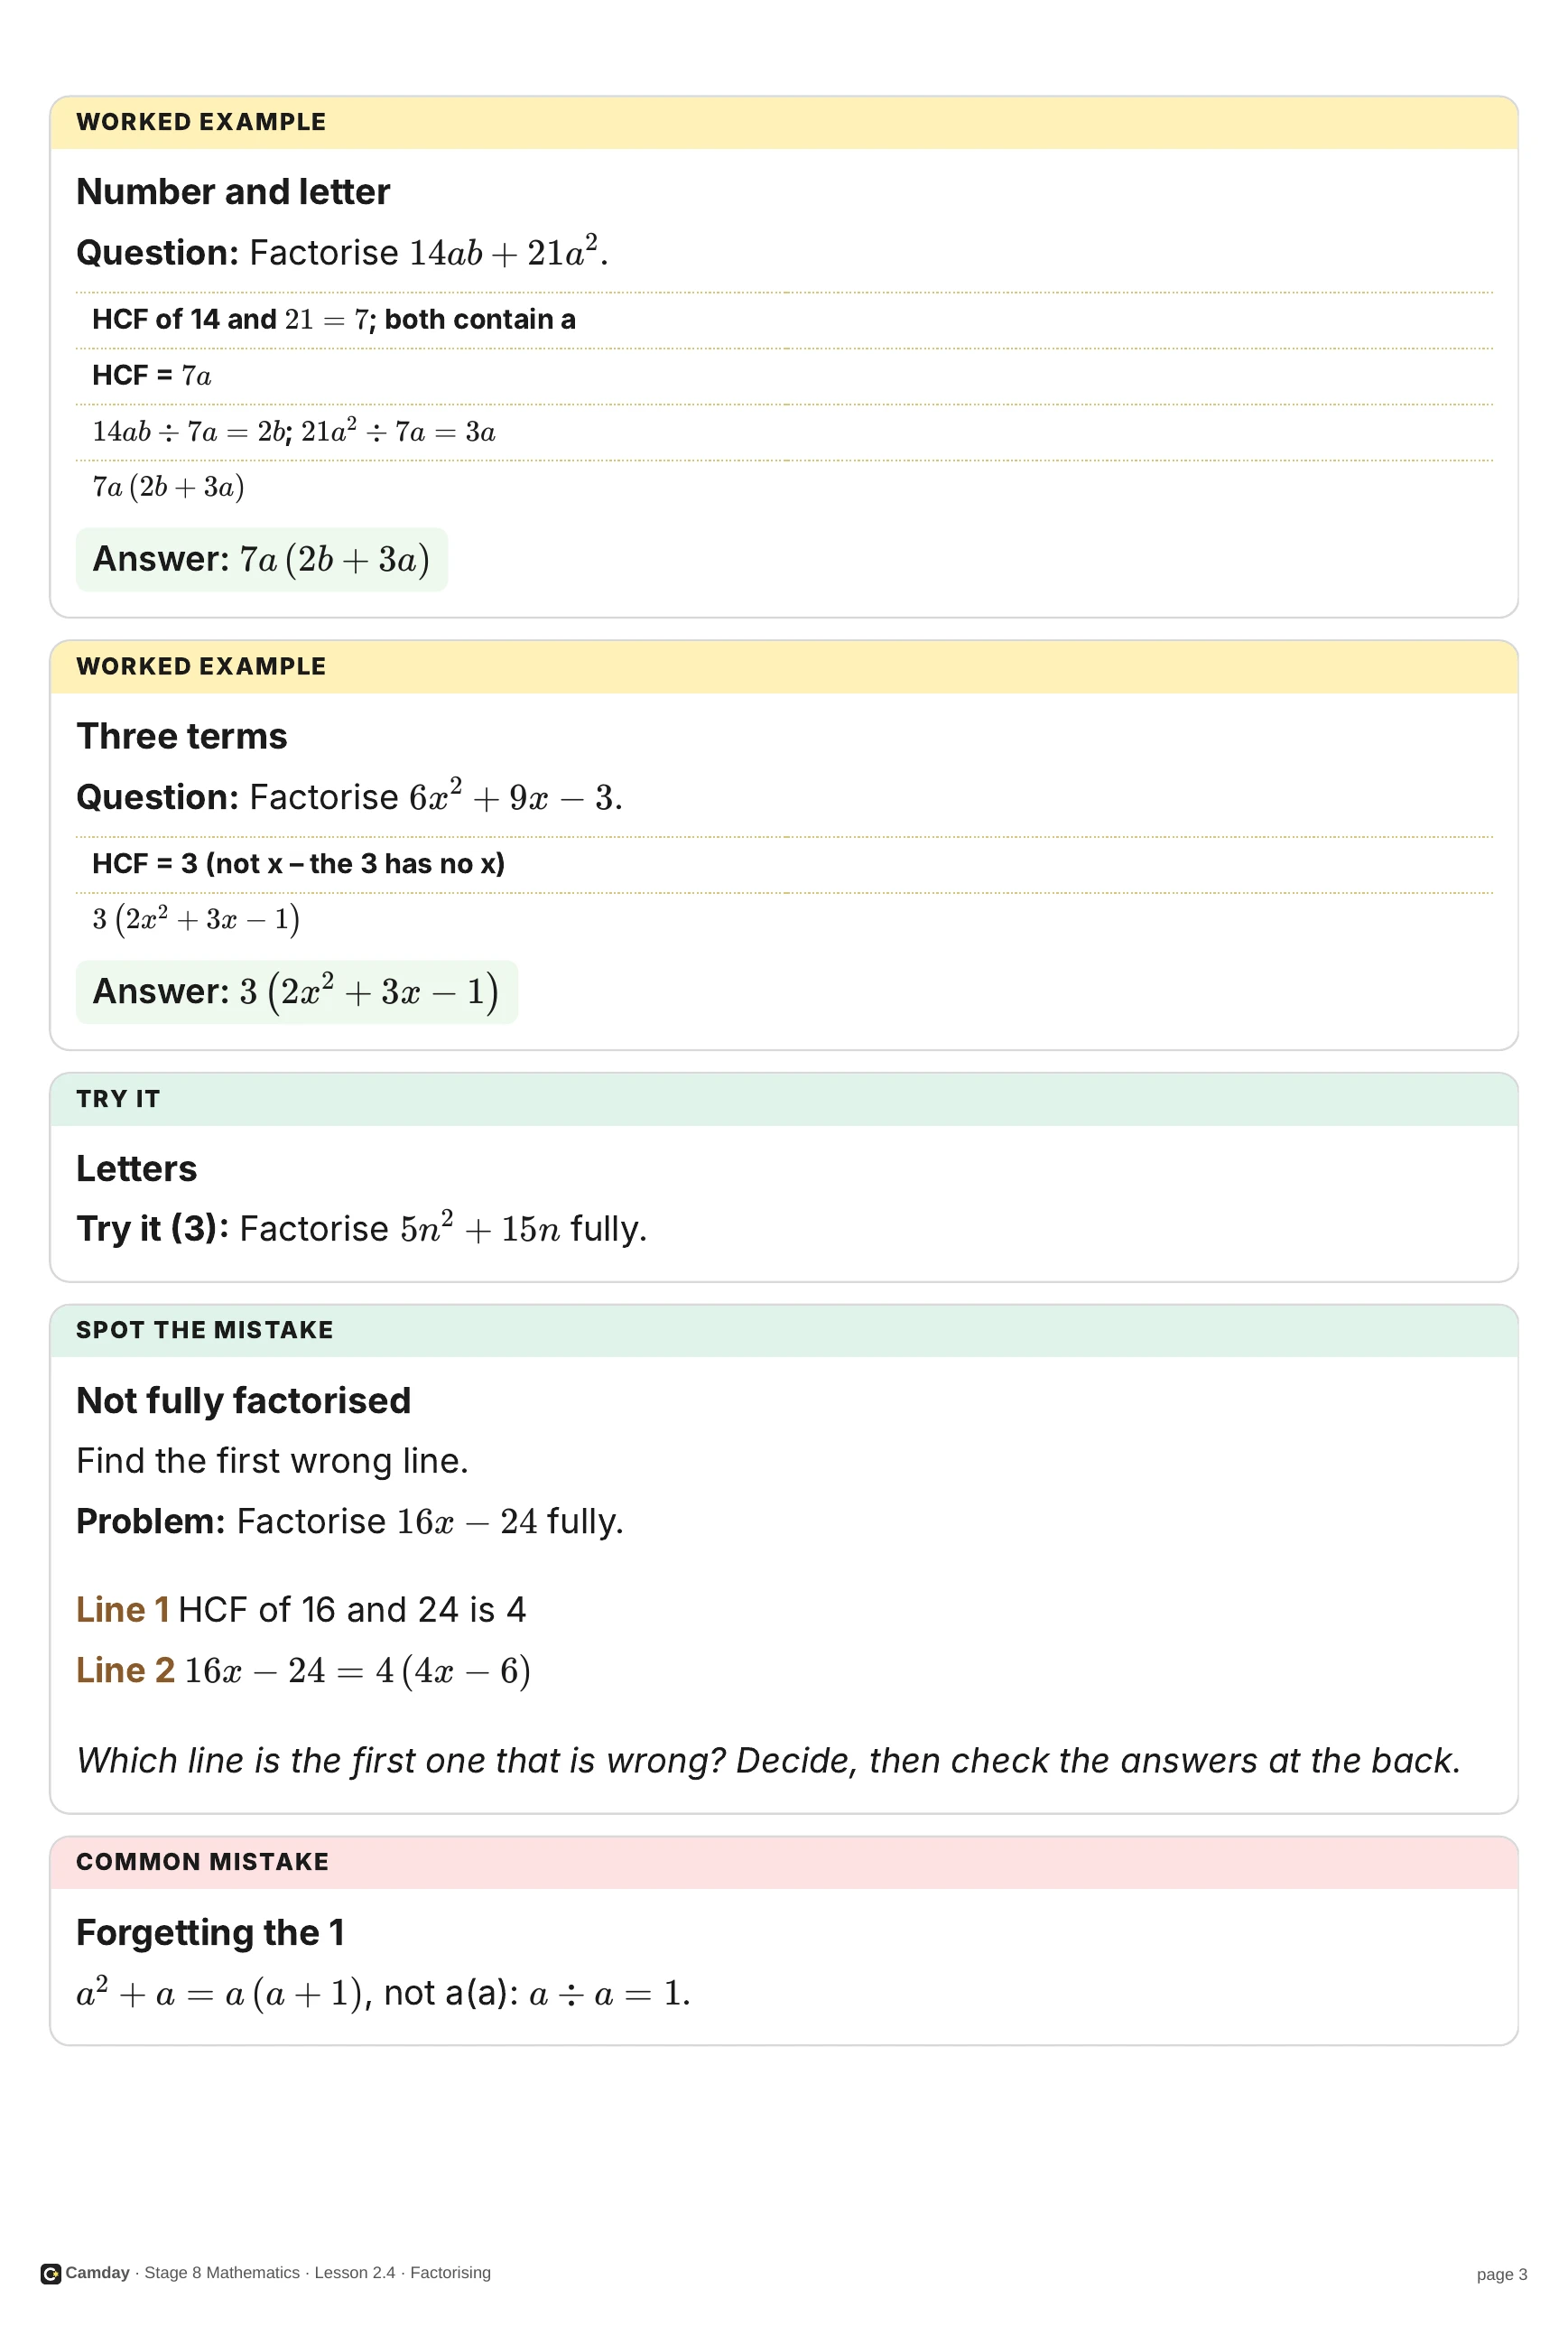 WORKED EXAMPLE
Number and letter
Question: Factorise 14ab + 21a².
HCF of 14 and 21 = 7; both contain a
HCF = 7a
14ab ÷ 7a = 2b; 21a² ÷ 7a = 3a
7a (2b + 3a)
Answer: 7a (2b + 3a)
WORKED EXAMPLE
Three terms
Question: Factorise 6x² + 9x − 3.
HCF = 3 (not x – the 3 has no x)
3 (2x² + 3x − 1)
Answer: 3 (2x² + 3x − 1)
TRY IT
Letters
Try it (3): Factorise 5n² + 15n fully.
SPOT THE MISTAKE
Not fully factorised
Find the first wrong line.
Problem: Factorise 16x − 24 fully.
Line 1 HCF of 16 and 24 is 4
Line 2 16x − 24 = 4 (4x − 6)
Which line is the first one that is wrong? Decide, then check the answers at the back.
COMMON MISTAKE
Forgetting the 1
a² + a = a (a + 1), not a(a): a ÷ a = 1.
Camday · Stage 8 Mathematics · Lesson 2.4 · Factorising
page 3